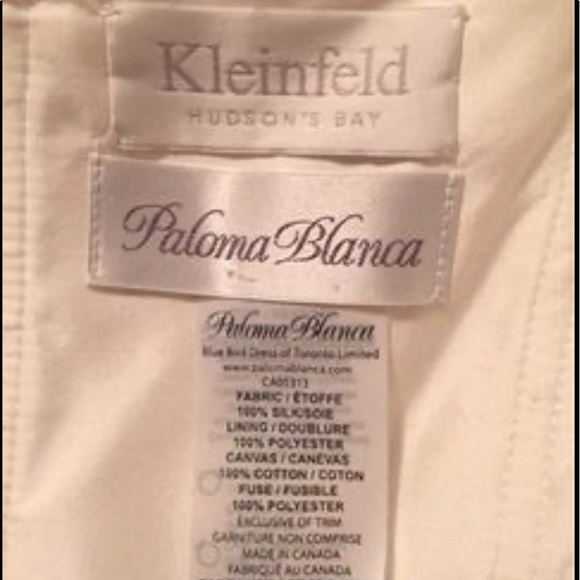 Kleinfeld
HUDSON'S BAY
Paloma Blanca
Paloma Blanca
Blue Bird Dress of Toronto Limited
www.palomablanca.com
CA05313
FABRIC / ÉTOFFE
100% SILK/SOIE
LINING / DOUBLURE
100% POLYESTER
CANVAS / CANEVAS
100% COTTON / COTON
FUSE / FUSIBLE
100% POLYESTER
EXCLUSIVE OF TRIM
GARNITURE NON COMPRISE
MADE IN CANADA
FABRIQUÉ AU CANADA